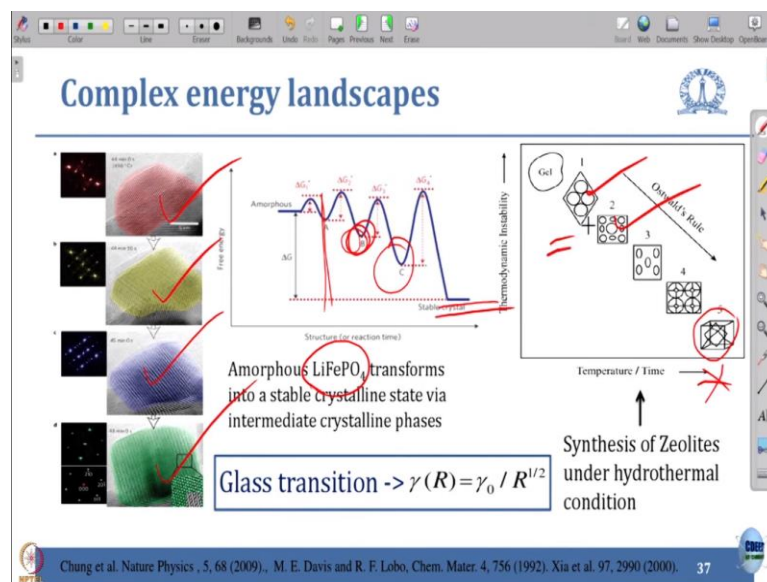 Stylus
Color
Line
Eraser
Backgrounds
Undo
Redo
Pages
Previous
Next
Erase
Board
Web
Documents
Show Desktop
OpenBoard
Complex energy landscapes
a
b
c
d
Free energy
Amorphous
ΔG
A
C
Stable crystal
Structure (or reaction time)
Amorphous LiFePO4 transforms
into a stable crystalline state via
intermediate crystalline phases
Thermodynamic Instability
Gel
1
2
3
4
5
Ostwald's Rule
Temperature / Time
Synthesis of Zeolites
under hydrothermal
condition
Glass transition -> γ(R) = γ0 / R^1/2
Chung et al. Nature Physics , 5, 68 (2009)., M. E. Davis and R. F. Lobo, Chem. Mater. 4, 756 (1992). Xia et al. 97, 2990 (2000).
37
NPTEL
CDEEP